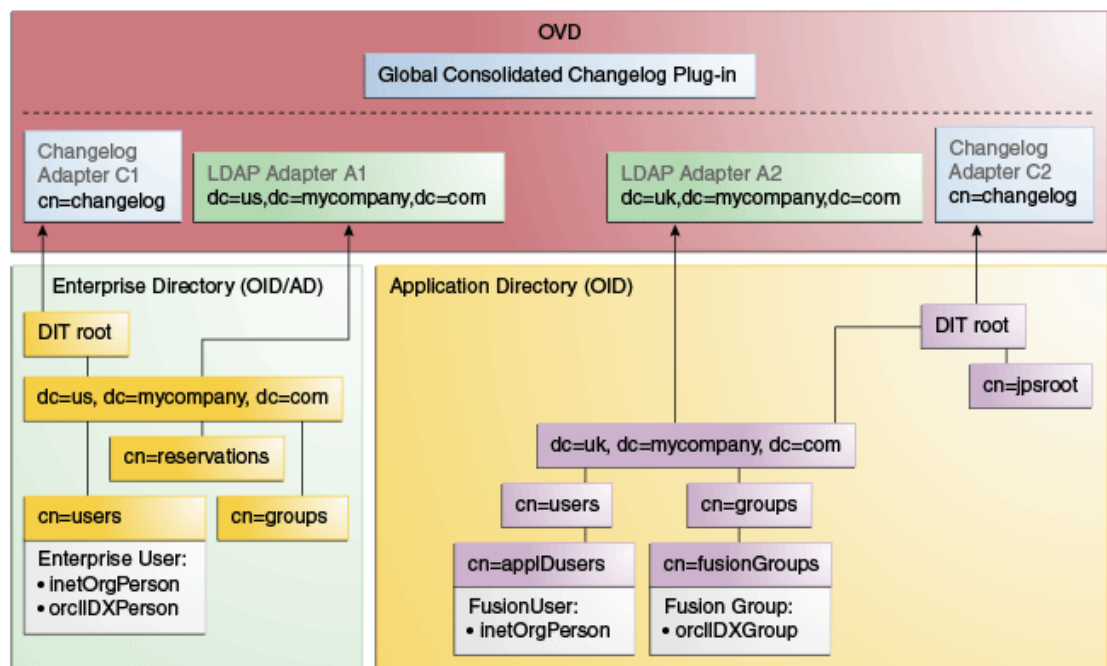 OVD
Global Consolidated Changelog Plug-in
Changelog
Adapter C1
cn=changelog
LDAP Adapter A1
dc=us,dc=mycompany,dc=com
LDAP Adapter A2
dc=uk,dc=mycompany,dc=com
Changelog
Adapter C2
cn=changelog
Enterprise Directory (OID/AD)
DIT root
dc=us, dc=mycompany, dc=com
cn=reservations
cn=users
cn=groups
Enterprise User:
• inetOrgPerson
• orclIDXPerson
Application Directory (OID)
DIT root
cn=jpsroot
dc=uk, dc=mycompany, dc=com
cn=users
cn=groups
cn=appIDusers
cn=fusionGroups
FusionUser:
• inetOrgPerson
Fusion Group:
• orclIDXGroup